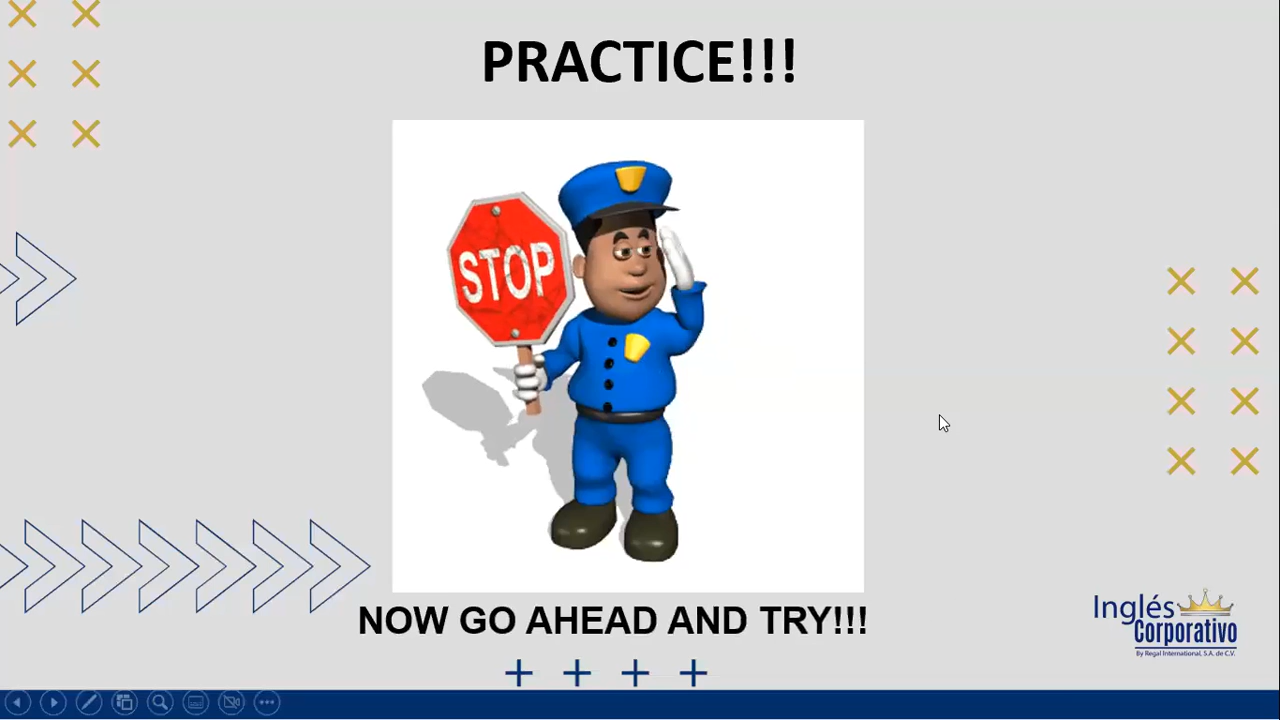 PRACTICE!!!
STOP
NOW GO AHEAD AND TRY!!!
Inglés
Corporativo
By Regal International, S.A. de C.V.